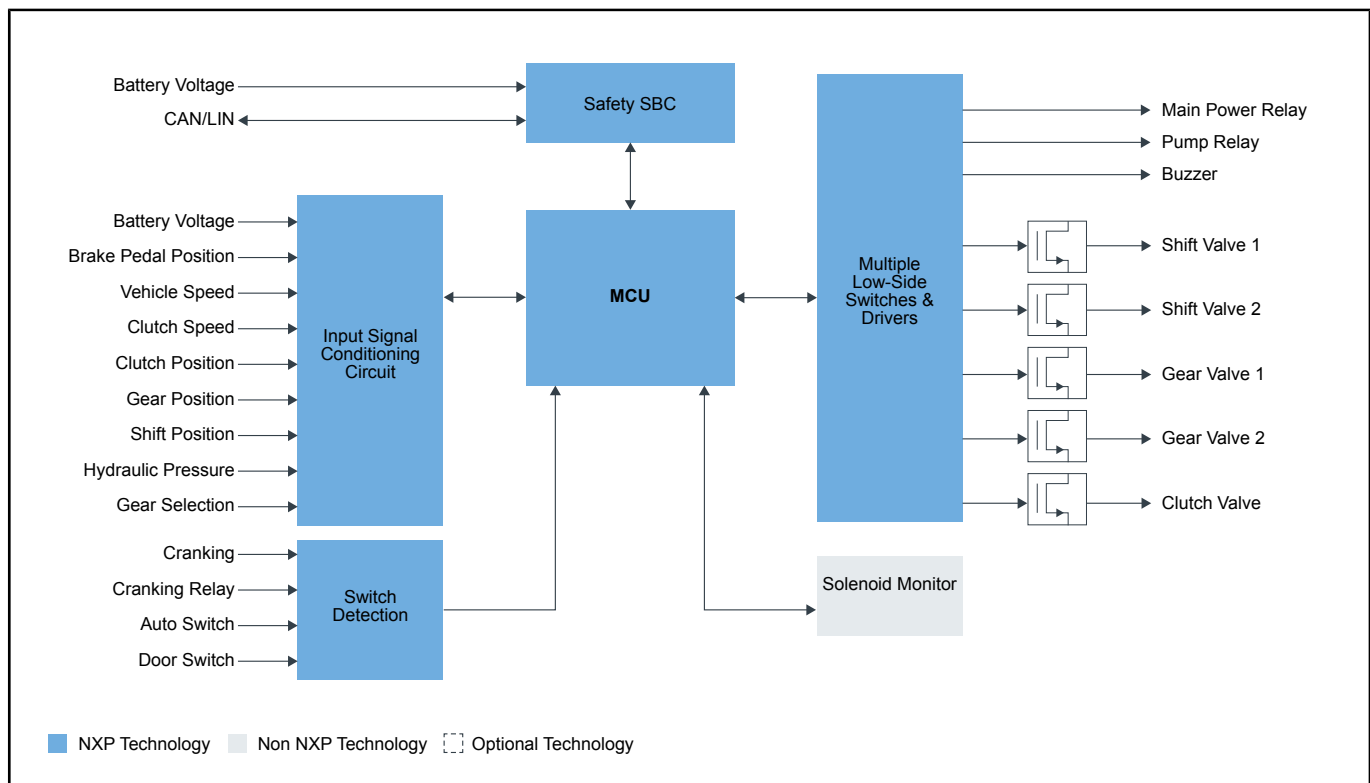 Battery Voltage
CAN/LIN
Safety SBC
Battery Voltage
Brake Pedal Position
Vehicle Speed
Clutch Speed
Clutch Position
Gear Position
Shift Position
Hydraulic Pressure
Gear Selection
Input Signal
Conditioning
Circuit
Cranking
Cranking Relay
Auto Switch
Door Switch
Switch
Detection
MCU
Multiple
Low-Side
Switches &
Drivers
Solenoid Monitor
Main Power Relay
Pump Relay
Buzzer
Shift Valve 1
Shift Valve 2
Gear Valve 1
Gear Valve 2
Clutch Valve
NXP Technology
Non NXP Technology
Optional Technology